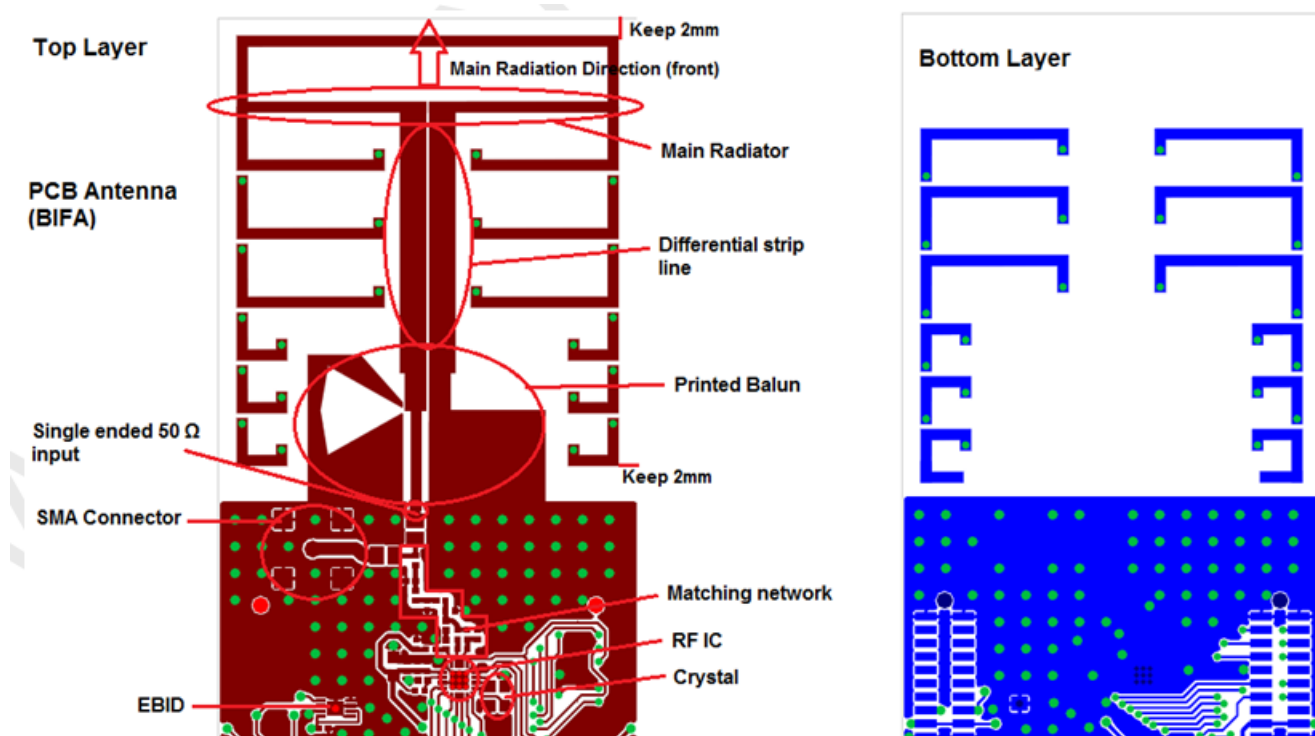 Top Layer
Keep 2mm
Main Radiation Direction (front)
Main Radiator
PCB Antenna
(BIFA)
Differential strip
line
Printed Balun
Single ended 50 Ω
input
Keep 2mm
SMA Connector
Matching network
RF IC
Crystal
EBID
Bottom Layer